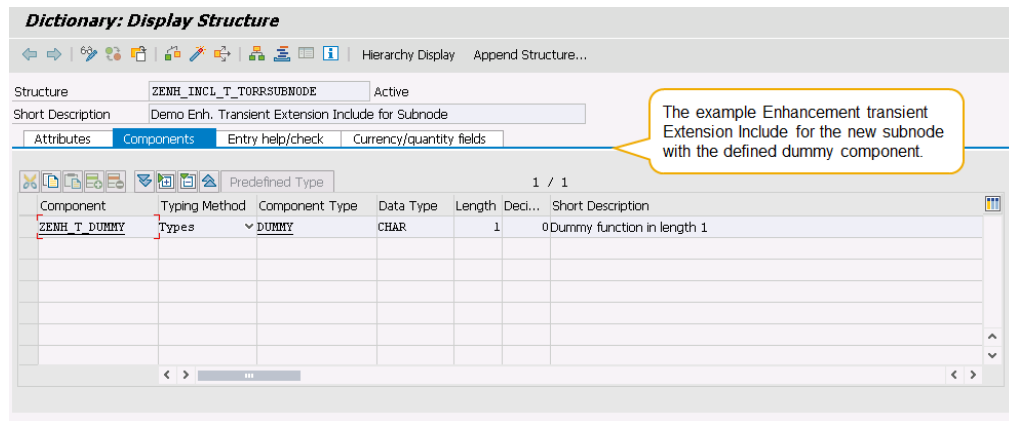 Dictionary: Display Structure
Hierarchy Display Append Structure...
Structure ZENH_INCL_T_TORRSUBNODE Active
Short Description Demo Enh. Transient Extension Include for Subnode
The example Enhancement transient
Extension Include for the new subnode
with the defined dummy component.
Attributes Components Entry help/check Currency/quantity fields
Predefined Type 1 / 1
Component Typing Method Component Type Data Type Length Deci... Short Description
ZENH_T_DUMMY Types DUMMY CHAR 1 0 Dummy function in length 1